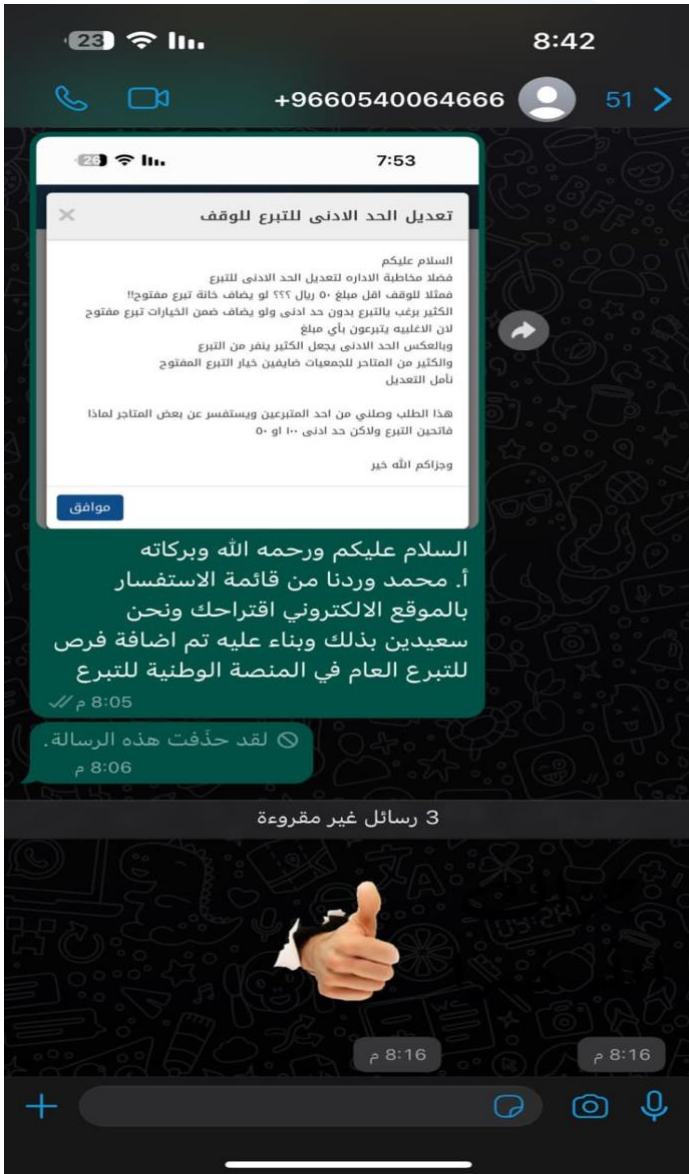 23
8:42
+9660540064666
51
26
7:53
تعديل الحد الادنى للتبرع للوقف
السلام عليكم
فضلا مخاطبة الاداره لتعديل الحد الادنى للتبرع
فمثلا للوقف اقل مبلغ ٥٠ ريال ؟؟؟ لو يضاف خانة تبرع مفتوح!!
الكثير برغب يالتبرع بدون حد ادنى ولو يضاف ضمن الخيارات تبرع مفتوح
لان الاغلبيه يتبرعون بأي مبلغ
وبالعكس الحد الادنى يجعل الكثير ينفر من التبرع
والكثير من المتاجر للجمعيات ضايفين خيار التبرع المفتوح
نأمل التعديل
هذا الطلب وصلني من احد المتبرعين ويستفسر عن بعض المتاجر لماذا
فاتحين التبرع ولاكن حد ادنى ١٠٠ او ٥٠
وجزاكم الله خير
موافق
السلام عليكم ورحمه الله وبركاته
أ. محمد وردنا من قائمة الاستفسار
بالموقع الالكتروني اقتراحك ونحن
سعيدين بذلك وبناء عليه تم اضافة فرص
للتبرع العام في المنصة الوطنية للتبرع
8:05 م
لقد حذفت هذه الرسالة.
8:06 م
3 رسائل غير مقروءة
8:16 م
8:16 م